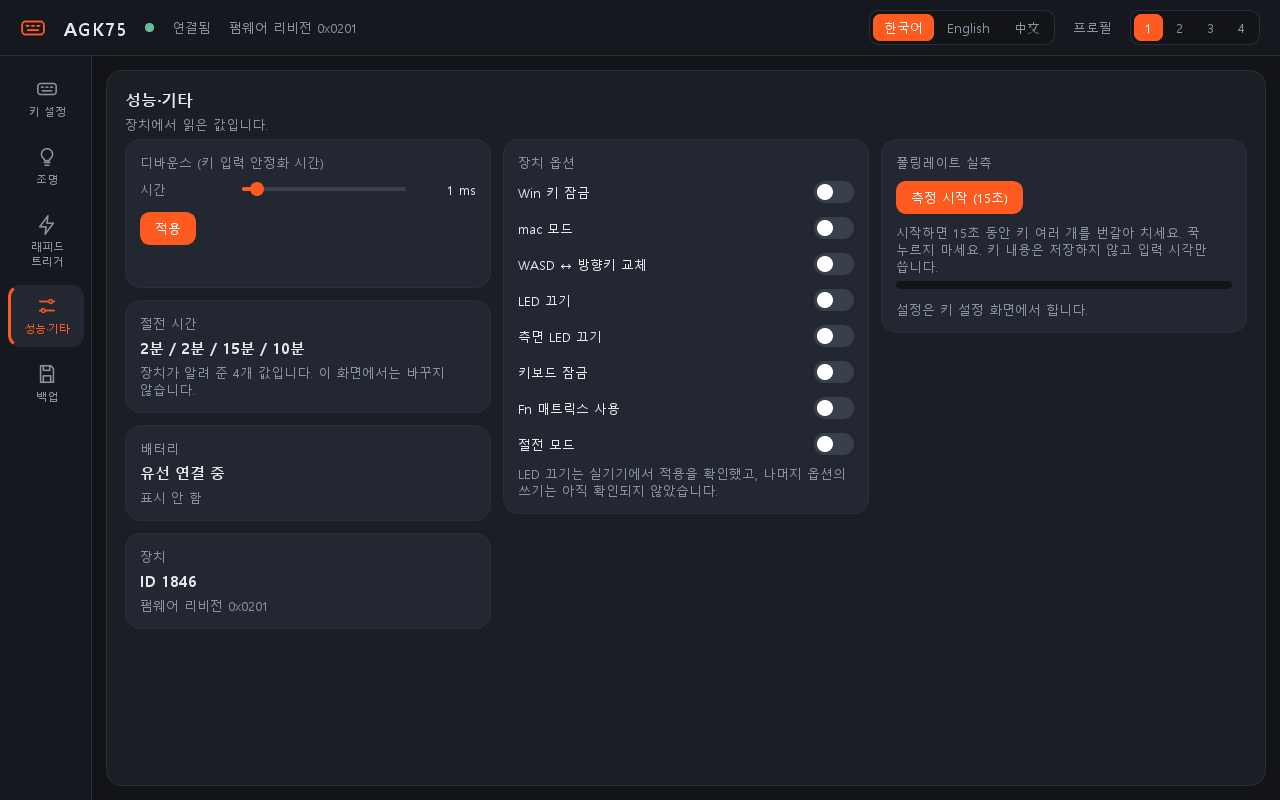 AGK75
연결됨
펌웨어 리비전 0x0201
한국어
English
中文
프로필
1
2
3
4
키 설정
조명
래피드
트리거
성능·기타
백업
성능·기타
장치에서 읽은 값입니다.
디바운스 (키 입력 안정화 시간)
시간
1 ms
적용
절전 시간
2분 / 2분 / 15분 / 10분
장치가 알려 준 4개 값입니다. 이 화면에서는 바꾸지
않습니다.
배터리
유선 연결 중
표시 안 함
장치
ID 1846
펌웨어 리비전 0x0201
장치 옵션
Win 키 잠금
mac 모드
WASD ↔ 방향키 교체
LED 끄기
측면 LED 끄기
키보드 잠금
Fn 매트릭스 사용
절전 모드
LED 끄기는 실기기에서 적용을 확인했고, 나머지 옵션의
쓰기는 아직 확인되지 않았습니다.
폴링레이트 실측
측정 시작 (15초)
시작하면 15초 동안 키 여러 개를 번갈아 치세요. 꾹
누르지 마세요. 키 내용은 저장하지 않고 입력 시각만
씁니다.
설정은 키 설정 화면에서 합니다.